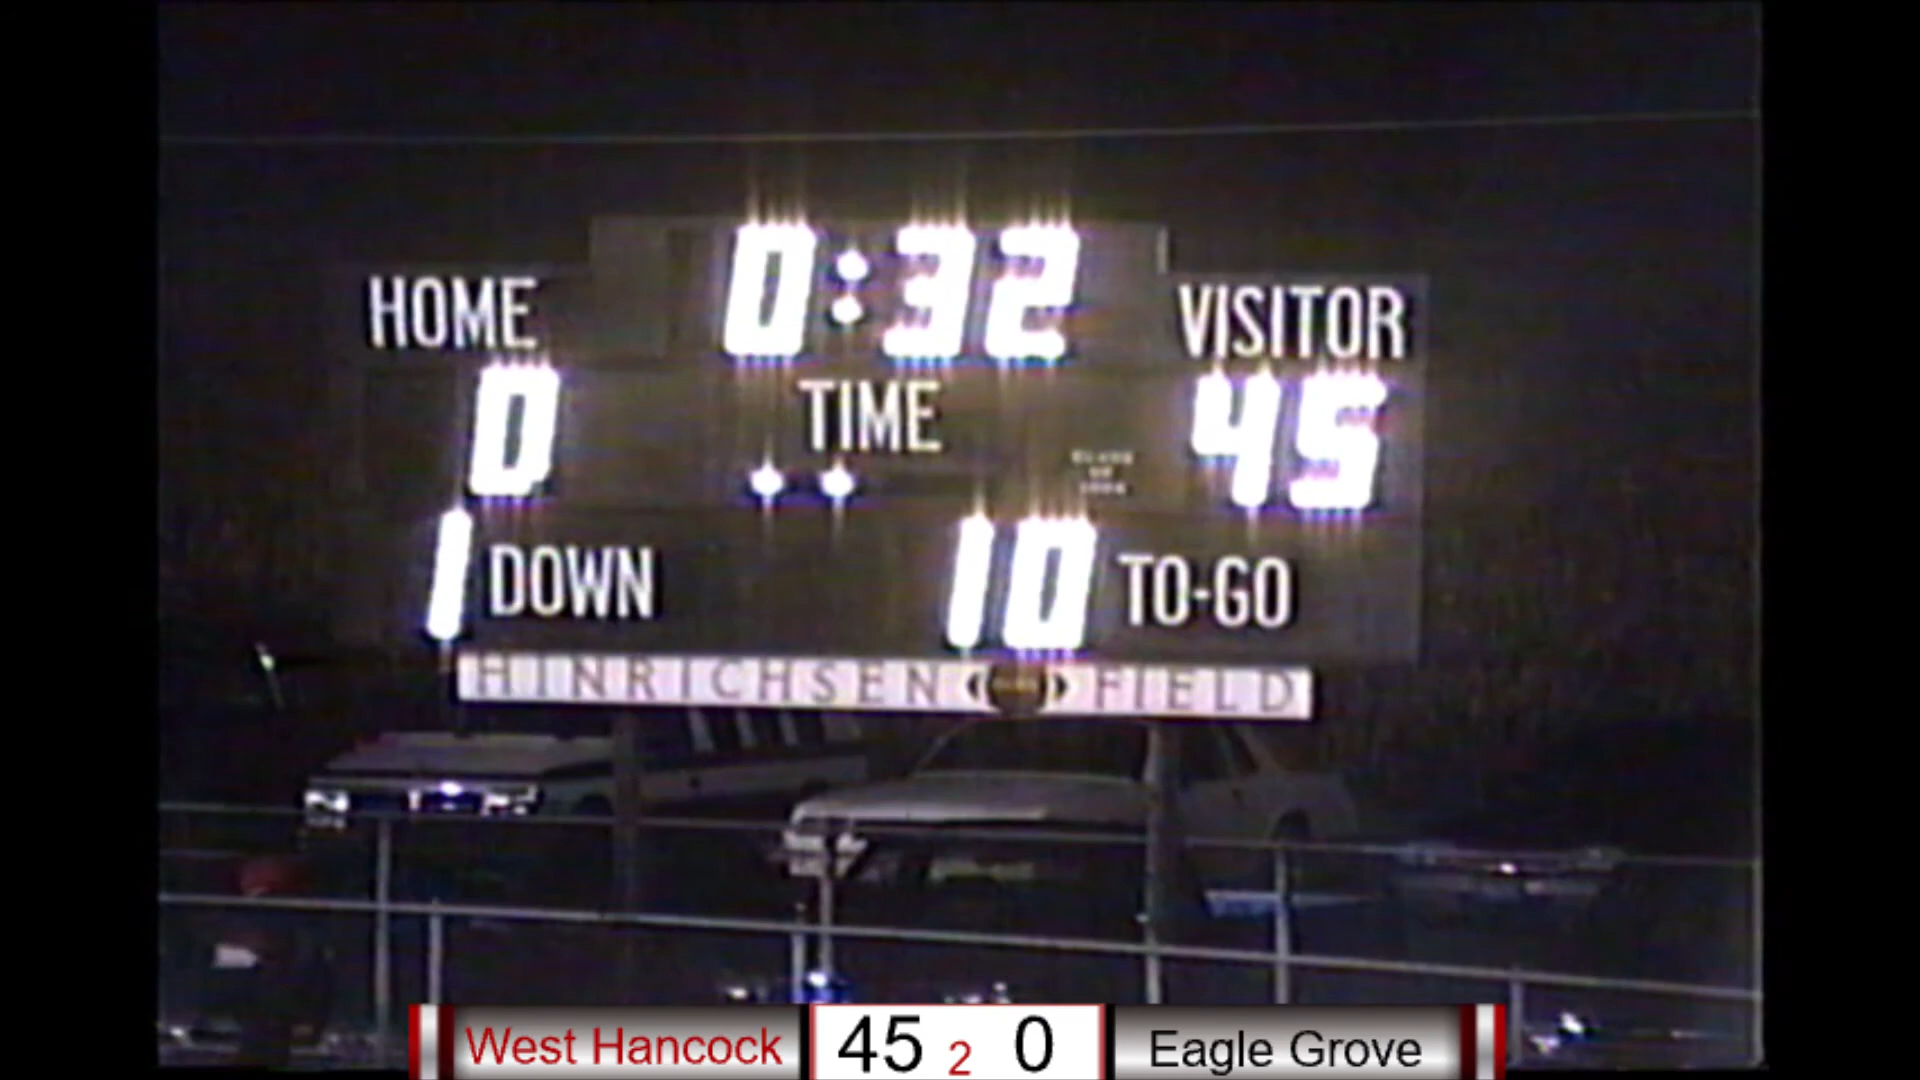 0:32
HOME
VISITOR
0
TIME
45
1 DOWN
10 TO-GO
HINRICHSEN FIELD
West Hancock 45 2 0 Eagle Grove